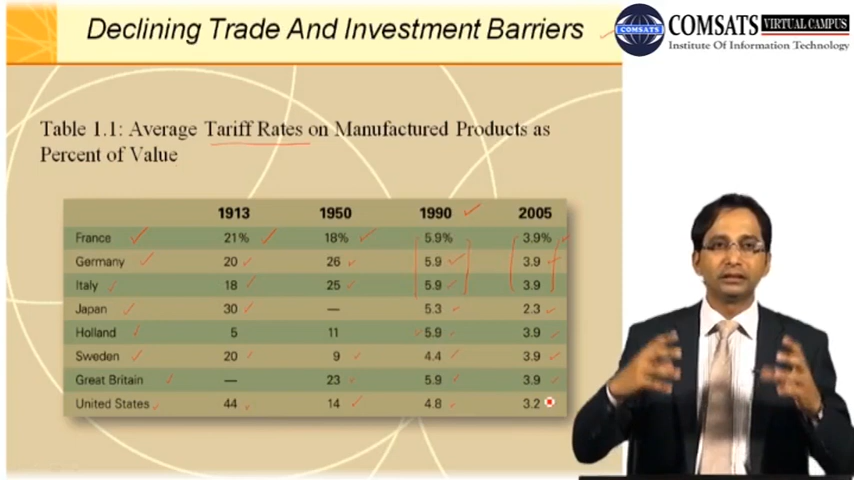 Declining Trade And Investment Barriers
COMSATS
COMSATS VIRTUAL CAMPUS
Institute Of Information Technology
Table 1.1: Average Tariff Rates on Manufactured Products as
Percent of Value
1913 1950 1990 2005
France 21% 18% 5.9% 3.9%
Germany 20 26 5.9 3.9
Italy 18 25 5.9 3.9
Japan 30 — 5.3 2.3
Holland 5 11 5.9 3.9
Sweden 20 9 4.4 3.9
Great Britain — 23 5.9 3.9
United States 44 14 4.8 3.2